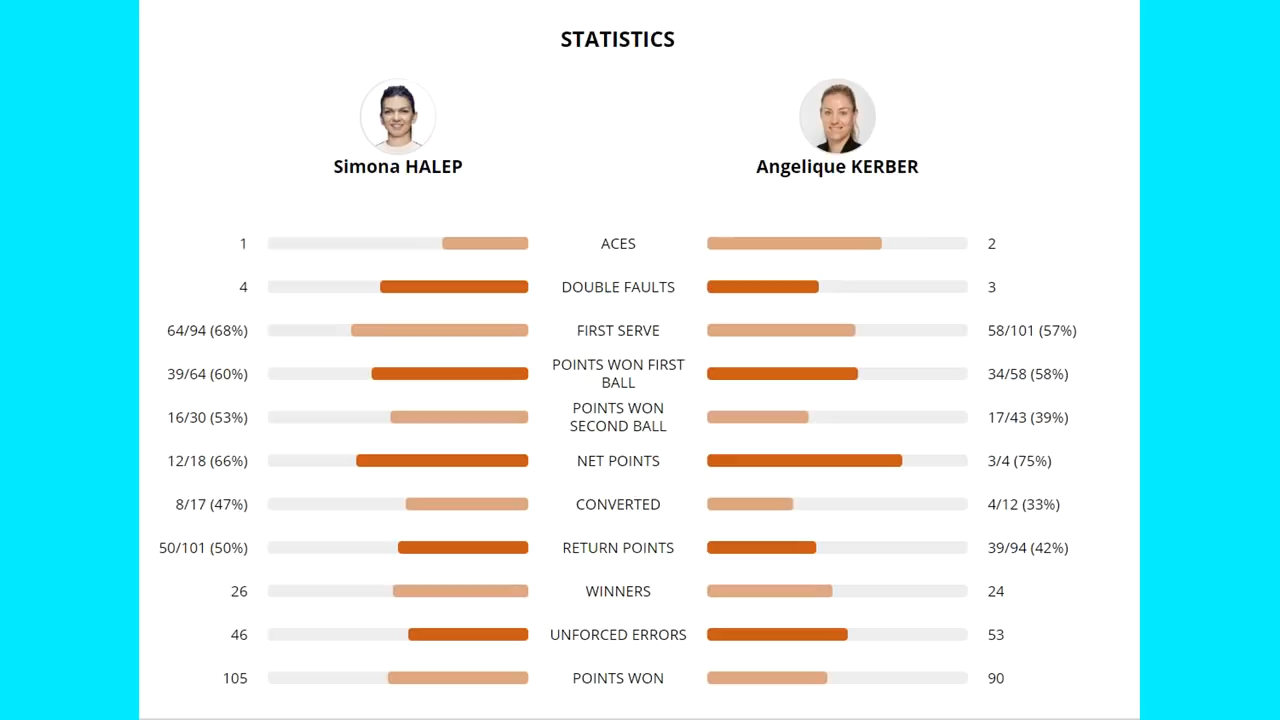 STATISTICS
Simona HALEP
Angelique KERBER
1 ACES 2
4 DOUBLE FAULTS 3
64/94 (68%) FIRST SERVE 58/101 (57%)
39/64 (60%) POINTS WON FIRST BALL 34/58 (58%)
16/30 (53%) POINTS WON SECOND BALL 17/43 (39%)
12/18 (66%) NET POINTS 3/4 (75%)
8/17 (47%) CONVERTED 4/12 (33%)
50/101 (50%) RETURN POINTS 39/94 (42%)
26 WINNERS 24
46 UNFORCED ERRORS 53
105 POINTS WON 90